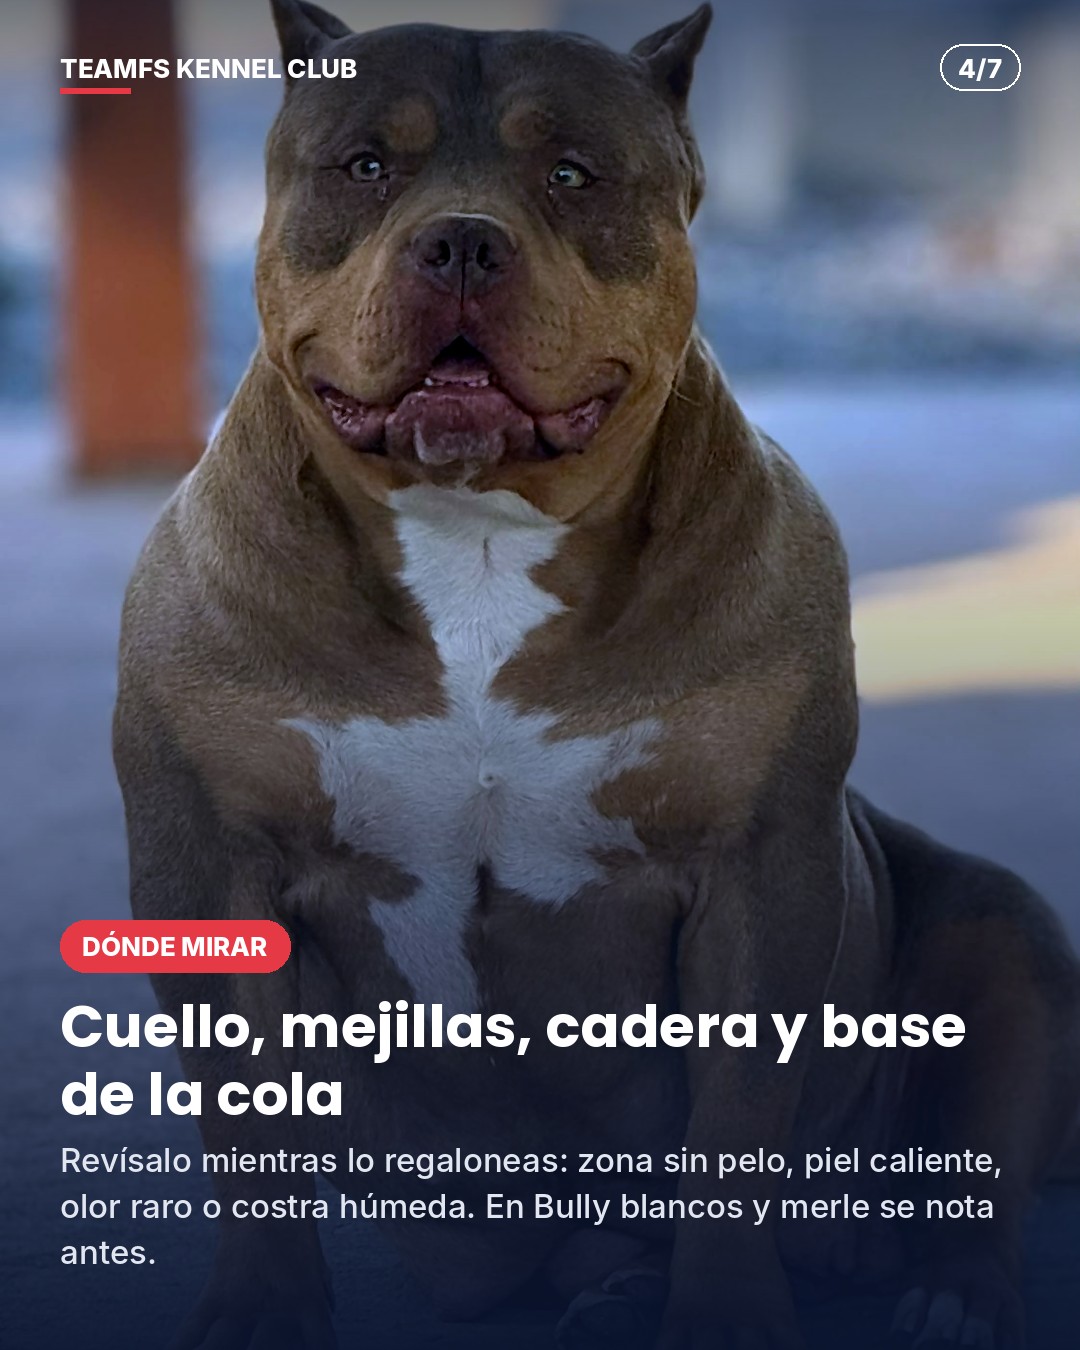 TEAMFS KENNEL CLUB
4/7
DÓNDE MIRAR
Cuello, mejillas, cadera y base
de la cola
Revísalo mientras lo regaloneas: zona sin pelo, piel caliente,
olor raro o costra húmeda. En Bully blancos y merle se nota
antes.